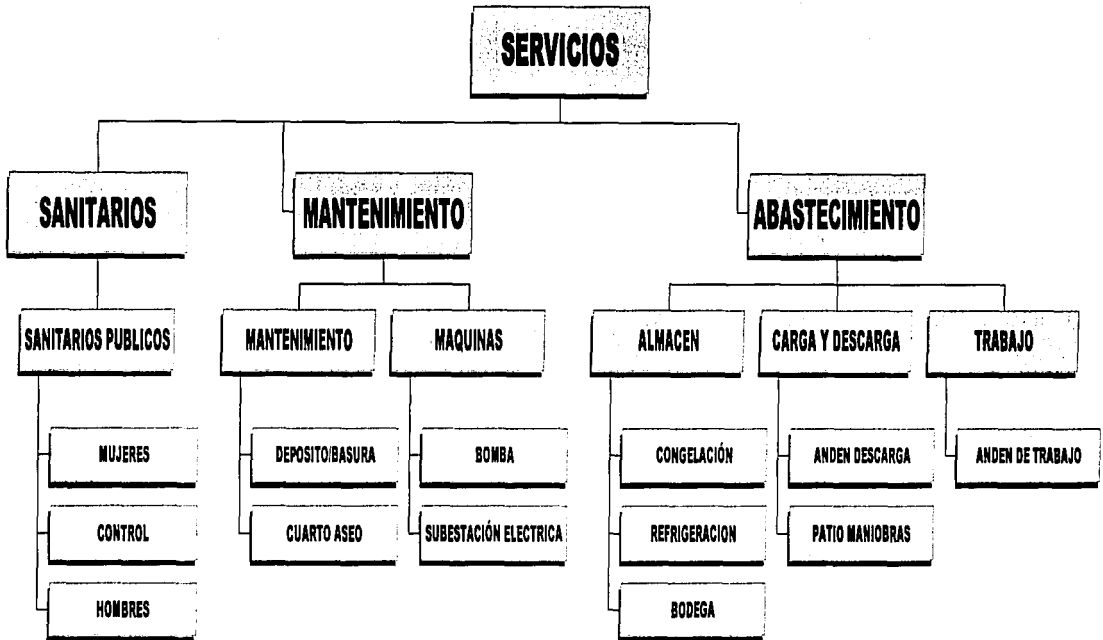 SERVICIOS
SANITARIOS
MANTENIMIENTO
ABASTECIMIENTO
SANITARIOS PUBLICOS
MANTENIMIENTO
MAQUINAS
ALMACEN
CARGA Y DESCARGA
TRABAJO
MUJERES
DEPOSITO/BASURA
BOMBA
CONGELACIÓN
ANDEN DESCARGA
ANDEN DE TRABAJO
CONTROL
CUARTO ASEO
SUBESTACIÓN ELECTRICA
REFRIGERACION
PATIO MANIOBRAS
HOMBRES
BODEGA